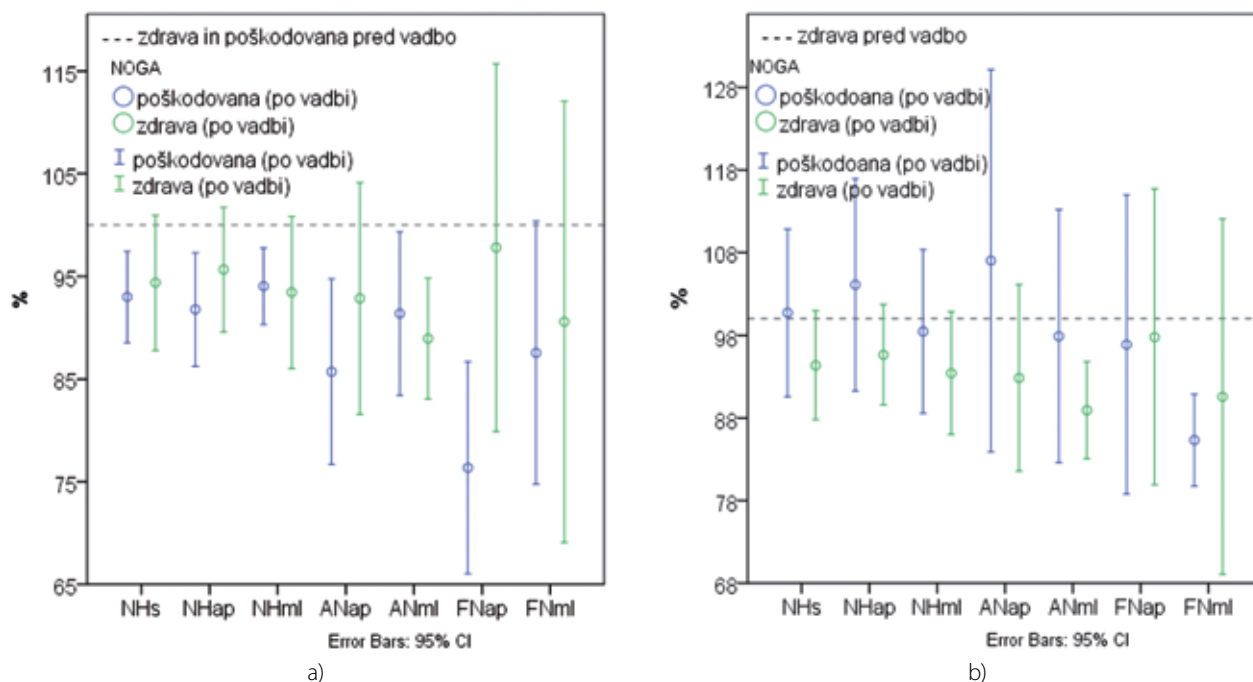 --- zdrava in poškodovana pred vadbo
NOGA
poškodovana (po vadbi)
zdrava (po vadbi)
poškodovana (po vadbi)
zdrava (po vadbi)
115
105
95
85
75
65
%
NHs NHap NHml ANap ANml FNap FNml
Error Bars: 95% CI
a)
--- zdrava pred vadbo
NOGA
poškodoana (po vadbi)
zdrava (po vadbi)
poškodoana (po vadbi)
zdrava (po vadbi)
128
118
108
98
88
78
68
%
NHs NHap NHml ANap ANml FNap FNml
Error Bars: 95% CI
b)